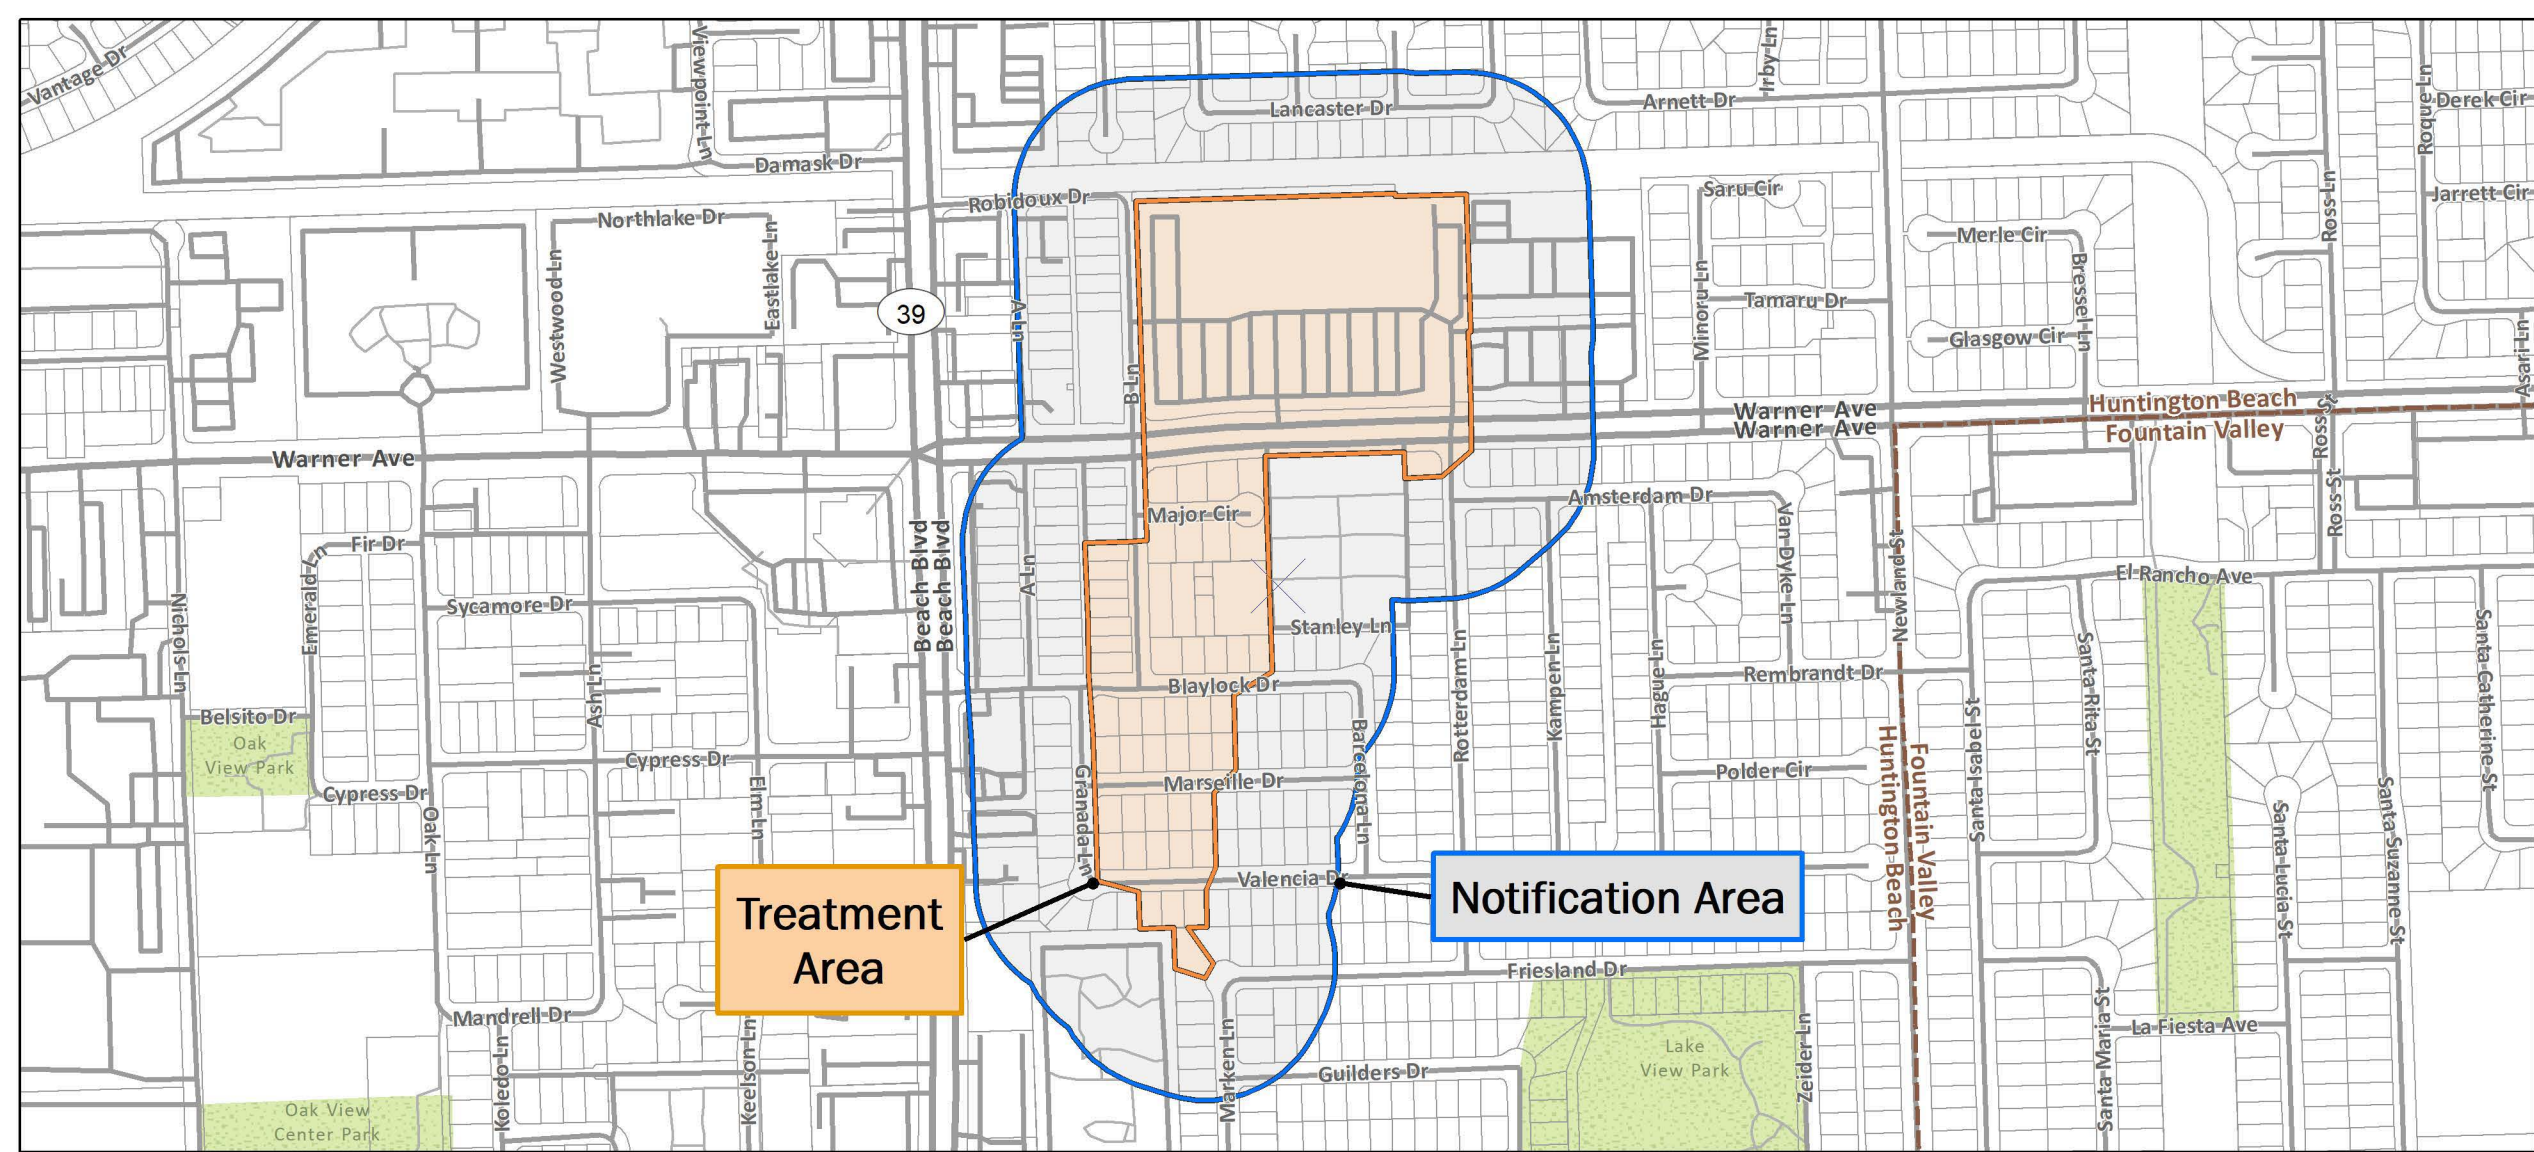 Vantage Dr
Viewpoint Ln
Lancaster Dr
Irby Ln
Arnett Dr
Roque Ln
Derek Cir
Damask Dr
Robidoux Dr
Saru Cir
Ross Ln
Jarrett Cir
Northlake Dr
Eastlake Ln
Westwood Ln
Merle Cir
Bressel Ln
39
A Ln
Minoru Ln
Tamaru Dr
Glasgow Cir
Asari Ln
B Ln
Warner Ave
Warner Ave
Huntington Beach
Fountain Valley
Ross St
Warner Ave
Ross St
Amsterdam Dr
Major Cir
Van Dyke Ln
Fir Dr
Emerald Ln
Beach Blvd
Beach Blvd
A Ln
Newland St
El Rancho Ave
Nichols Ln
Sycamore Dr
Stanley Ln
Rotterdam Ln
Kampen Ln
Hague Ln
Santa Rita St
Santa Catherine St
Ash Ln
Blaylock Dr
Rembrandt Dr
Belsito Dr
Oak
View Park
Santa Isabel St
Barcelona Ln
Cypress Dr
Marseille Dr
Polder Cir
Huntington Beach
Fountain Valley
Cypress Dr
Elm Ln
Granada Ln
Oak Ln
Santa Lucia St
Santa Suzanne St
Valencia Dr
Treatment
Area
Notification Area
Friesland Dr
Mandrell Dr
Koledo Ln
Keelson Ln
Marken Ln
Guilders Dr
Lake
View Park
Zeider Ln
Santa Maria St
La Fiesta Ave
Oak View
Center Park